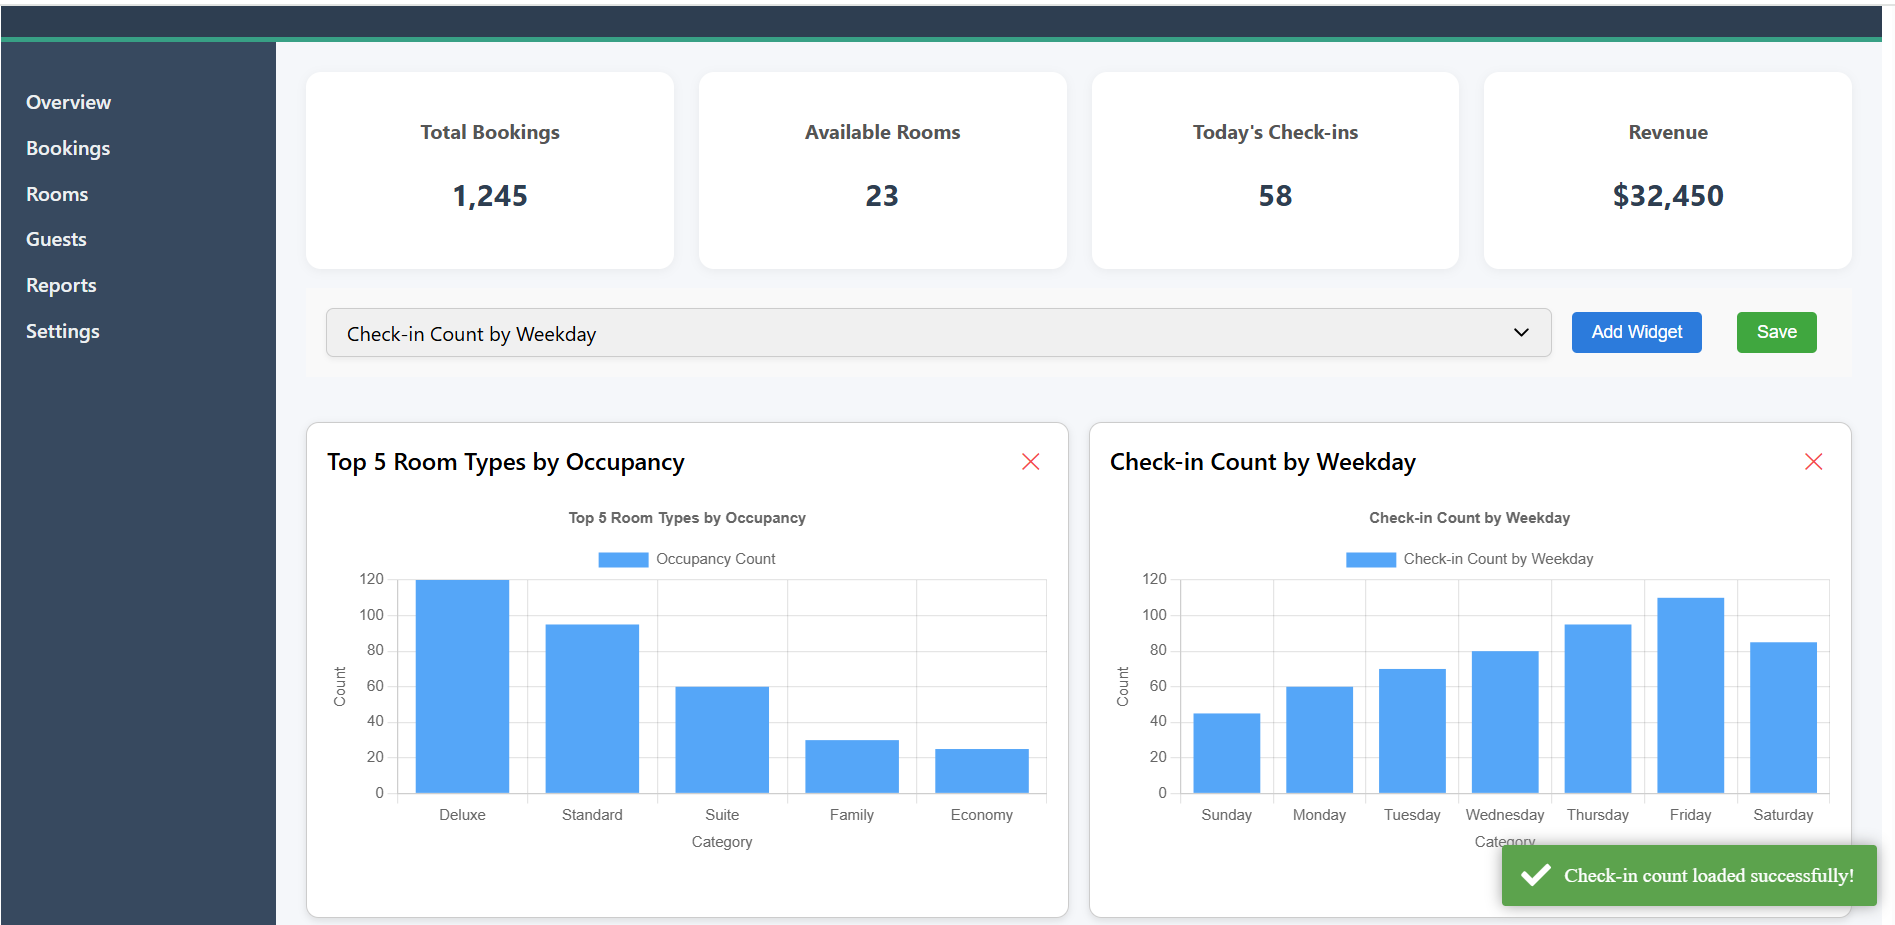 Overview
Bookings
Rooms
Guests
Reports
Settings
Total Bookings
1,245
Available Rooms
23
Today's Check-ins
58
Revenue
$32,450
Check-in Count by Weekday
Add Widget
Save
Top 5 Room Types by Occupancy
Top 5 Room Types by Occupancy
Occupancy Count
120
100
80
60
40
20
0
Count
Deluxe Standard Suite Family Economy
Category
Check-in Count by Weekday
Check-in Count by Weekday
Check-in Count by Weekday
120
100
80
60
40
20
0
Count
Sunday Monday Tuesday Wednesday Thursday Friday Saturday
Category
Check-in count loaded successfully!